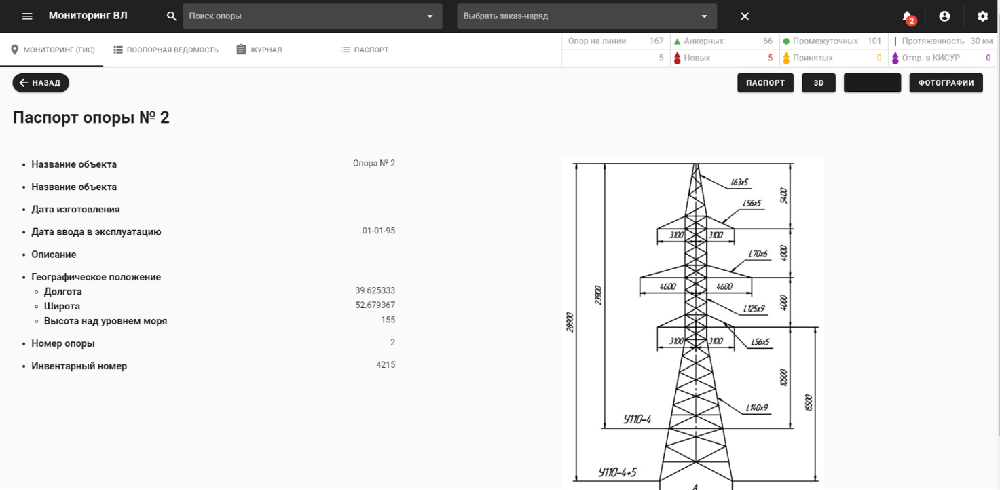 Мониторинг ВЛ
Поиск опоры
Выбрать заказ-наряд
2
МОНИТОРИНГ (ГИС)
ПООПОРНАЯ ВЕДОМОСТЬ
ЖУРНАЛ
ПАСПОРТ
Опор на линии 167
Анкерных 66
Промежуточных 101
Протяженность 30 км
5
Новых 5
Принятых 0
Отпр. в КИСУР 0
НАЗАД
ПАСПОРТ
3D
ФОТОГРАФИИ
Паспорт опоры № 2
Название объекта Опора № 2
Название объекта
Дата изготовления
Дата ввода в эксплуатацию 01-01-95
Описание
Географическое положение
Долгота 39.625333
Широта 52.679367
Высота над уровнем моря 155
Номер опоры 2
Инвентарный номер 4215
L63x5
5400
L56x5
3100 3100
L70x6
4000
4600 4600
23900
L125x9
4000
28900
3100 3100
L56x5
10500
15500
L140x9
У110-4
У110-4+5
А